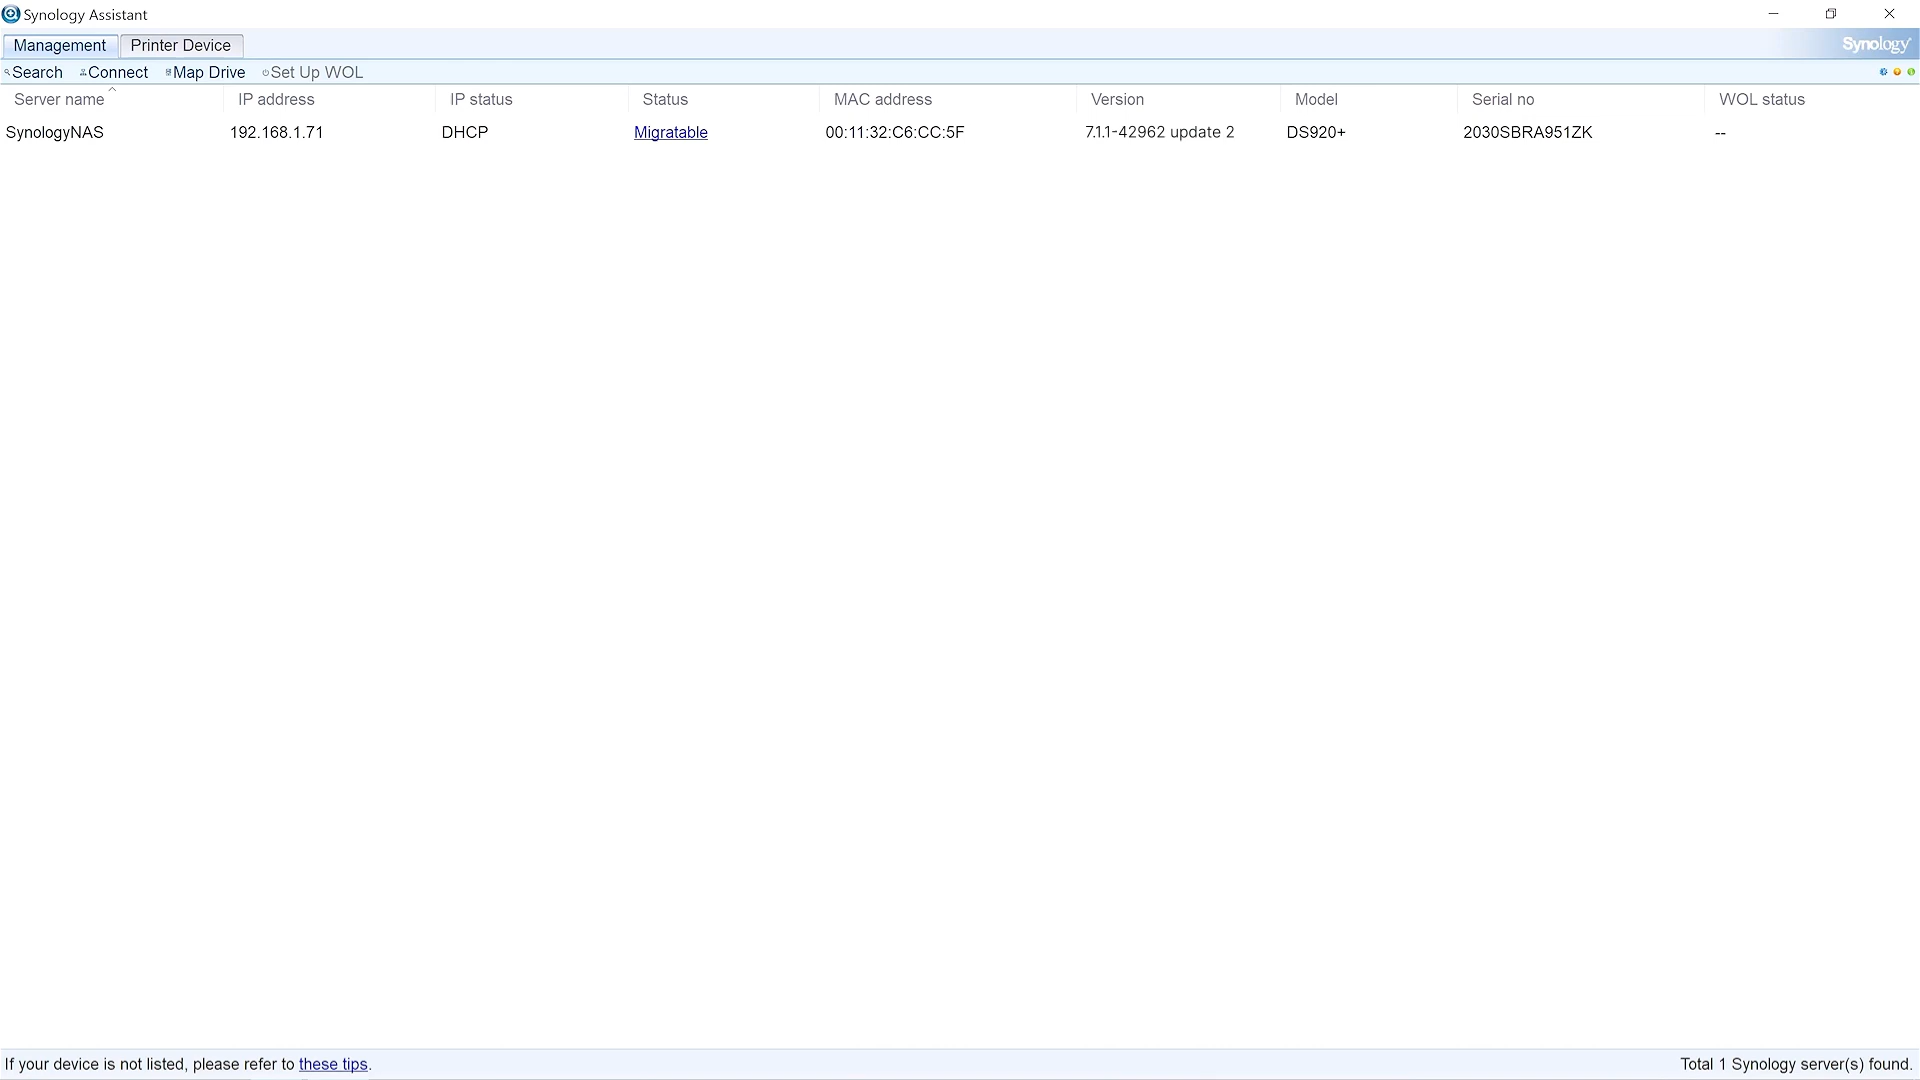 Synology Assistant
Management Printer Device Synology
Search Connect Map Drive Set Up WOL
Server name IP address IP status Status MAC address Version Model Serial no WOL status
SynologyNAS 192.168.1.71 DHCP Migratable 00:11:32:C6:CC:5F 7.1.1-42962 update 2 DS920+ 2030SBRA951ZK --
If your device is not listed, please refer to these tips. Total 1 Synology server(s) found.